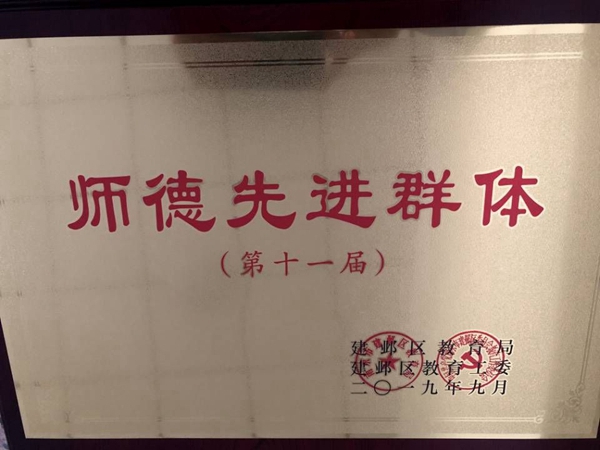 师德先进群体
（第十一届）
建邺区教育局
建邺区教育工委
二〇一九年九月